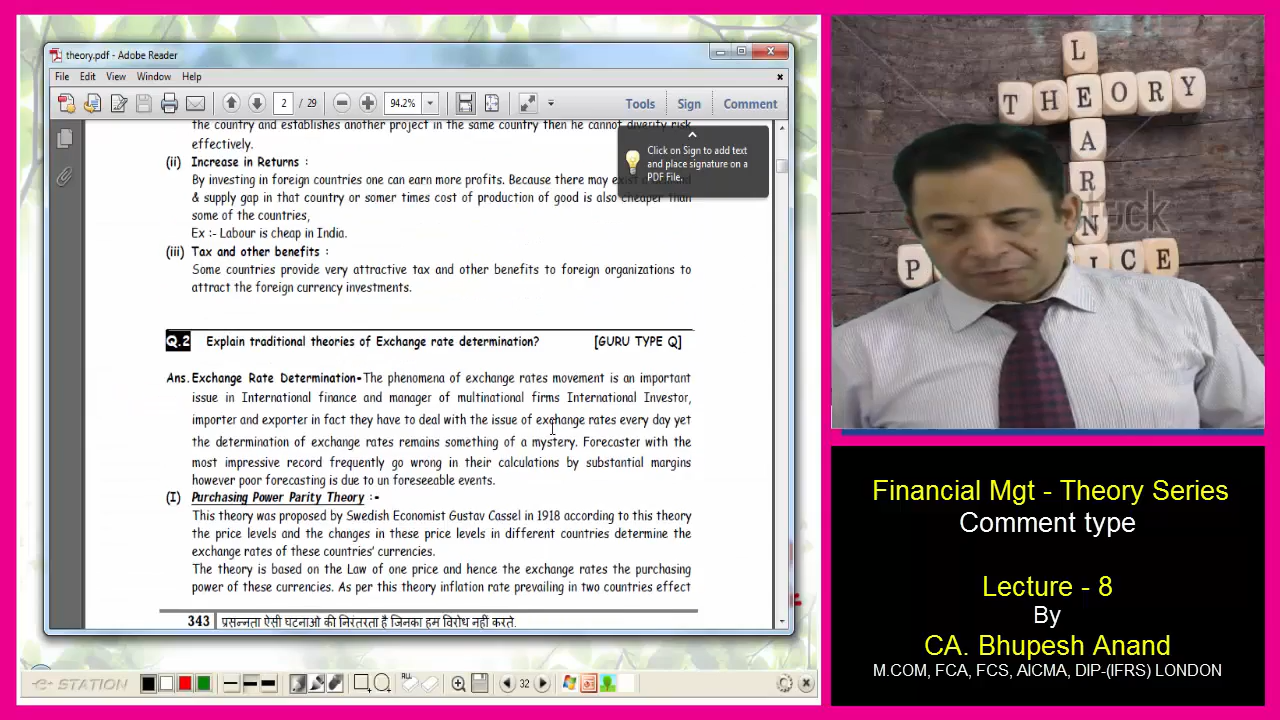 theory.pdf - Adobe Reader
File Edit View Window Help
2 / 29 94.2% Tools Sign Comment
Click on Sign to add text
and place signature on a
PDF File.
the country and establishes another project in the same country then he cannot diversify risk
effectively.
(ii) Increase in Returns :
By investing in foreign countries one can earn more profits. Because there may
& supply gap in that country or somer times cost of production of good is also cheaper than
some of the countries,
Ex :- Labour is cheap in India.
(iii) Tax and other benefits :
Some countries provide very attractive tax and other benefits to foreign organizations to
attract the foreign currency investments.
Q.2 Explain traditional theories of Exchange rate determination? [GURU TYPE Q]
Ans. Exchange Rate Determination-The phenomena of exchange rates movement is an important
issue in International finance and manager of multinational firms International Investor,
importer and exporter in fact they have to deal with the issue of exchange rates every day yet
the determination of exchange rates remains something of a mystery. Forecaster with the
most impressive record frequently go wrong in their calculations by substantial margins
however poor forecasting is due to un foreseeable events.
(I) Purchasing Power Parity Theory :-
This theory was proposed by Swedish Economist Gustav Cassel in 1918 according to this theory
the price levels and the changes in these price levels in different countries determine the
exchange rates of these countries' currencies.
The theory is based on the Law of one price and hence the exchange rates the purchasing
power of these currencies. As per this theory inflation rate prevailing in two countries effect
343 प्रसन्नता ऐसी घटनाओ की निरंतरता है जिनका हम विरोध नहीं करते.
e-STATION
32
LEARN
THEORY
P ICE
Financial Mgt - Theory Series
Comment type
Lecture - 8
By
CA. Bhupesh Anand
M.COM, FCA, FCS, AICMA, DIP-(IFRS) LONDON